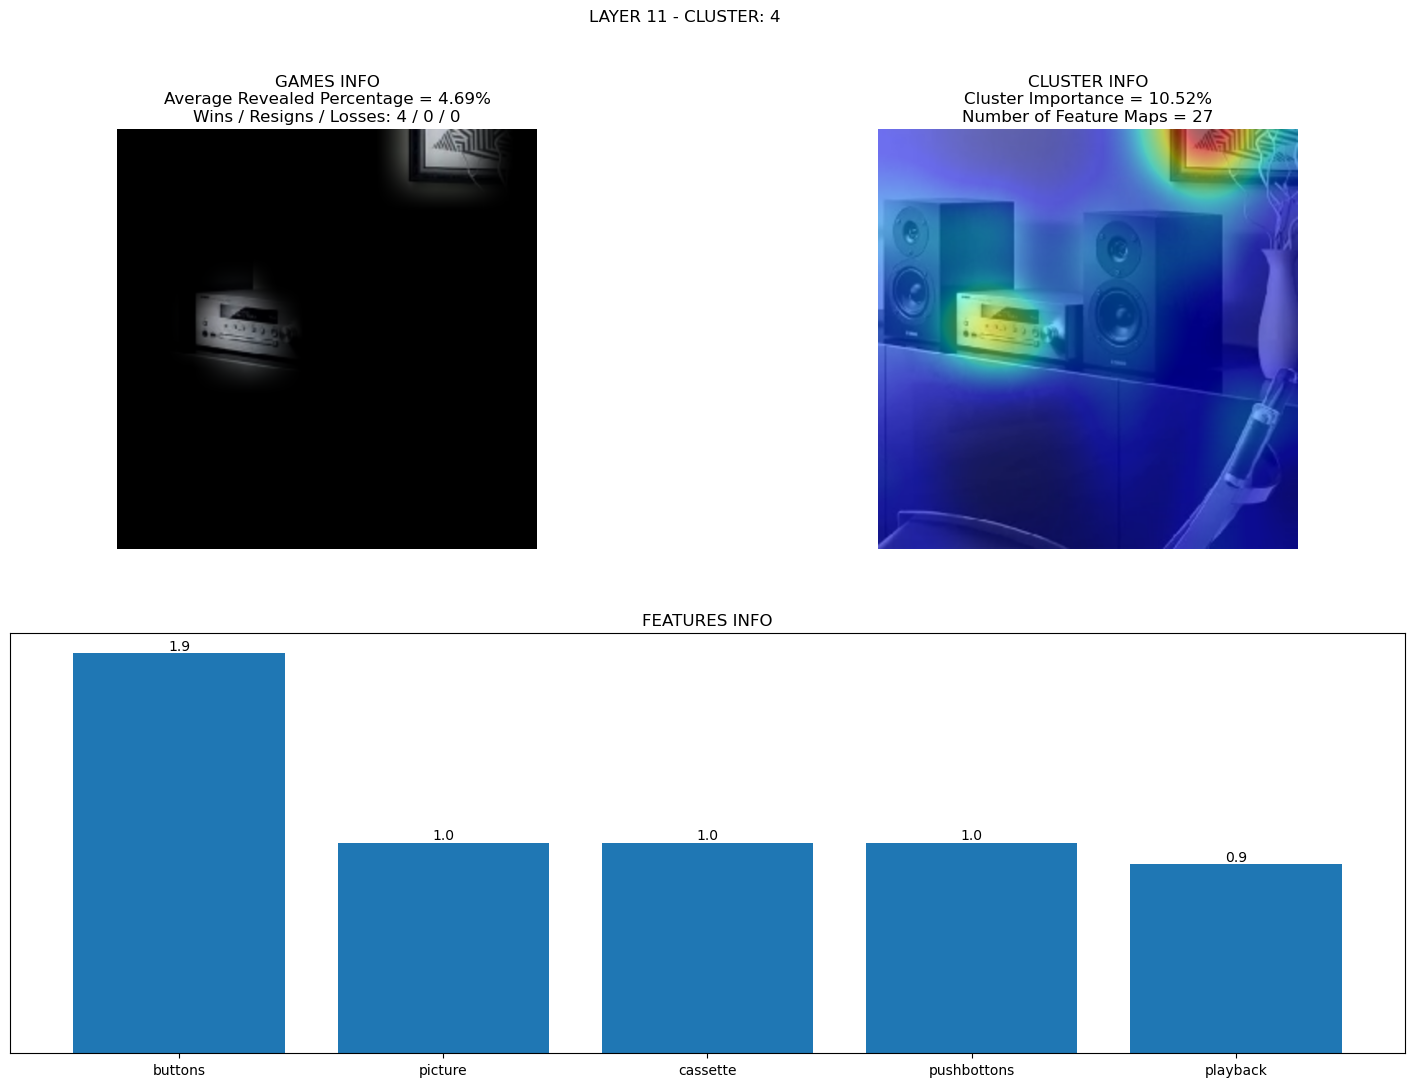 LAYER 11 - CLUSTER: 4
GAMES INFO
Average Revealed Percentage = 4.69%
Wins / Resigns / Losses: 4 / 0 / 0
CLUSTER INFO
Cluster Importance = 10.52%
Number of Feature Maps = 27
FEATURES INFO
1.9
1.0
1.0
1.0
0.9
buttons
picture
cassette
pushbottons
playback